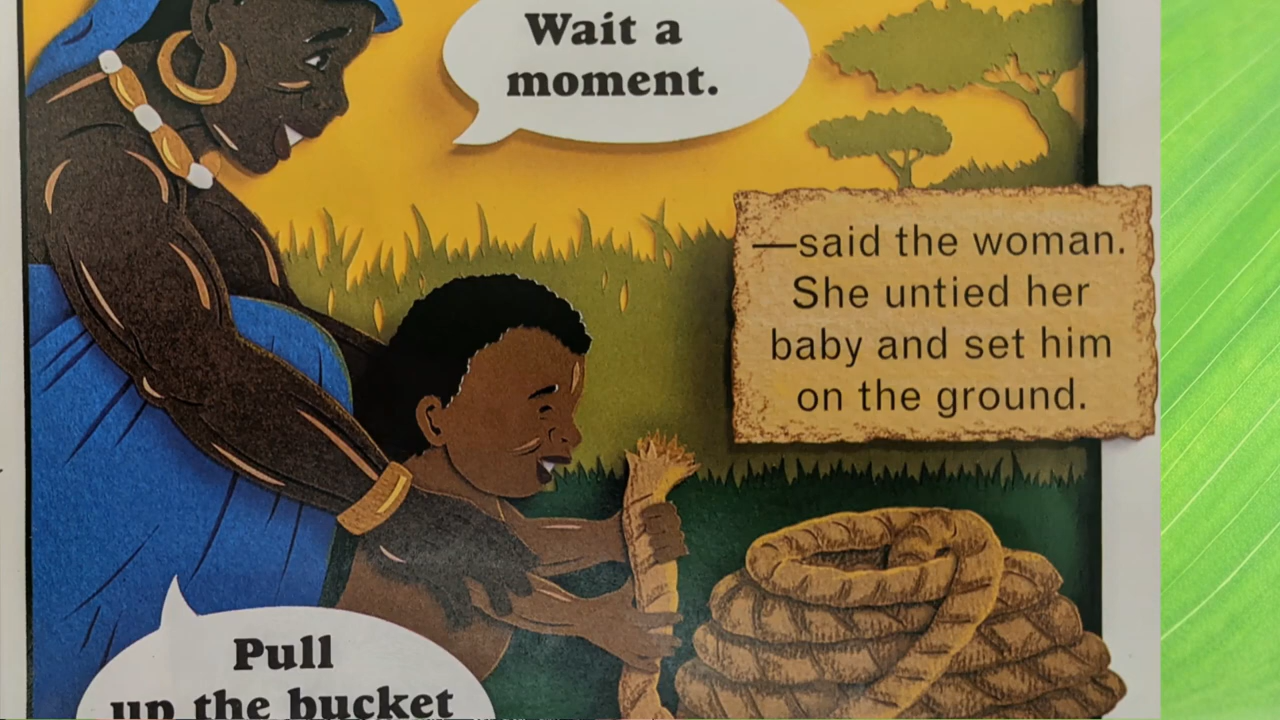 Wait a
moment.
—said the woman.
She untied her
baby and set him
on the ground.
Pull
up the bucket